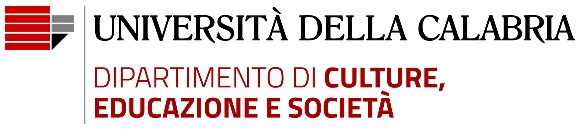 UNIVERSITÀ DELLA CALABRIA
DIPARTIMENTO DI CULTURE,
EDUCAZIONE E SOCIETÀ